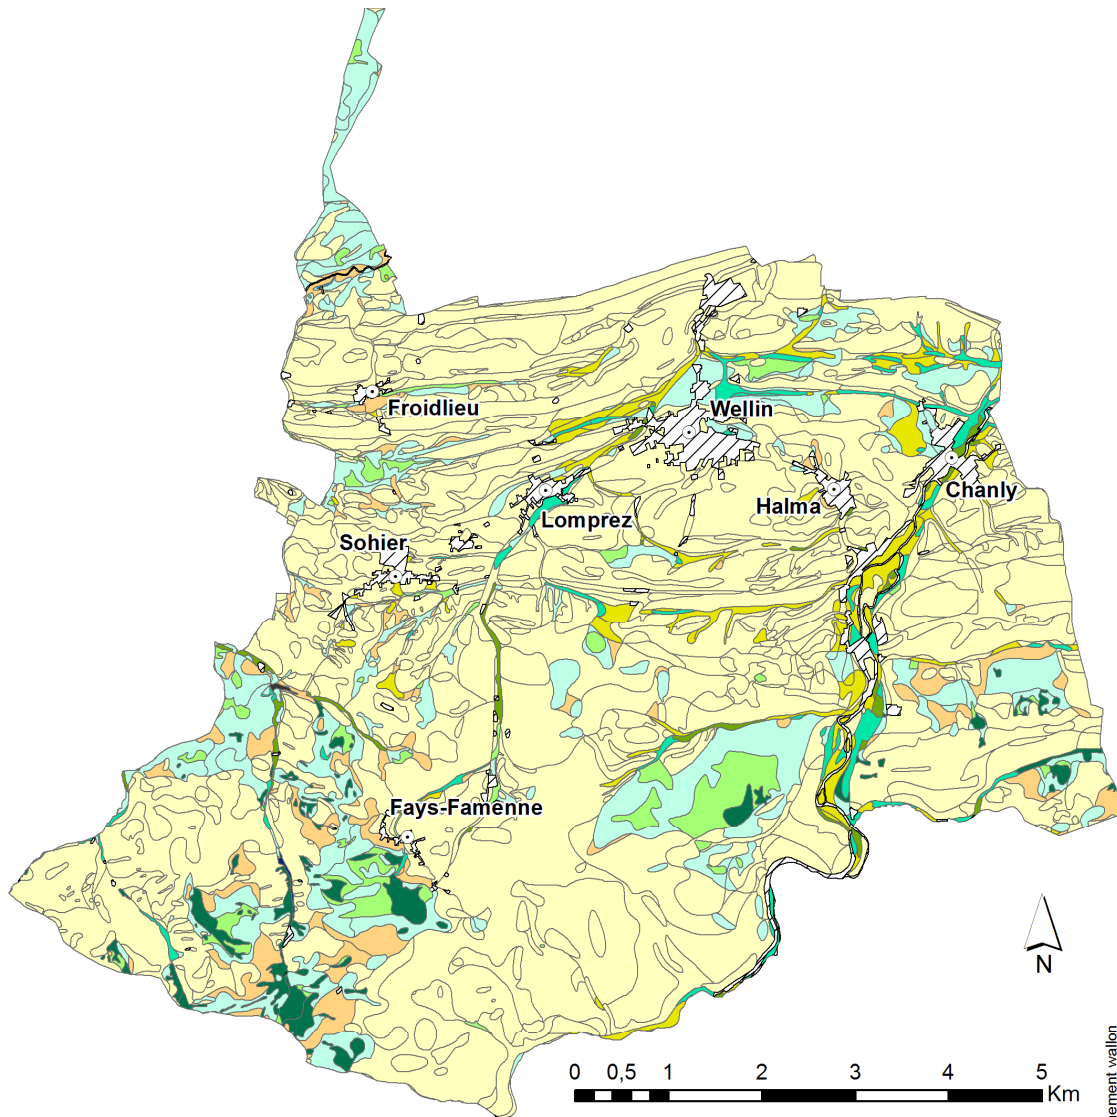 Froidlieu
Wellin
Chanly
Halma
Lomprez
Sohier
Fays-Famenne
N
0 0,5 1 2 3 4 5
Km
ement wallon